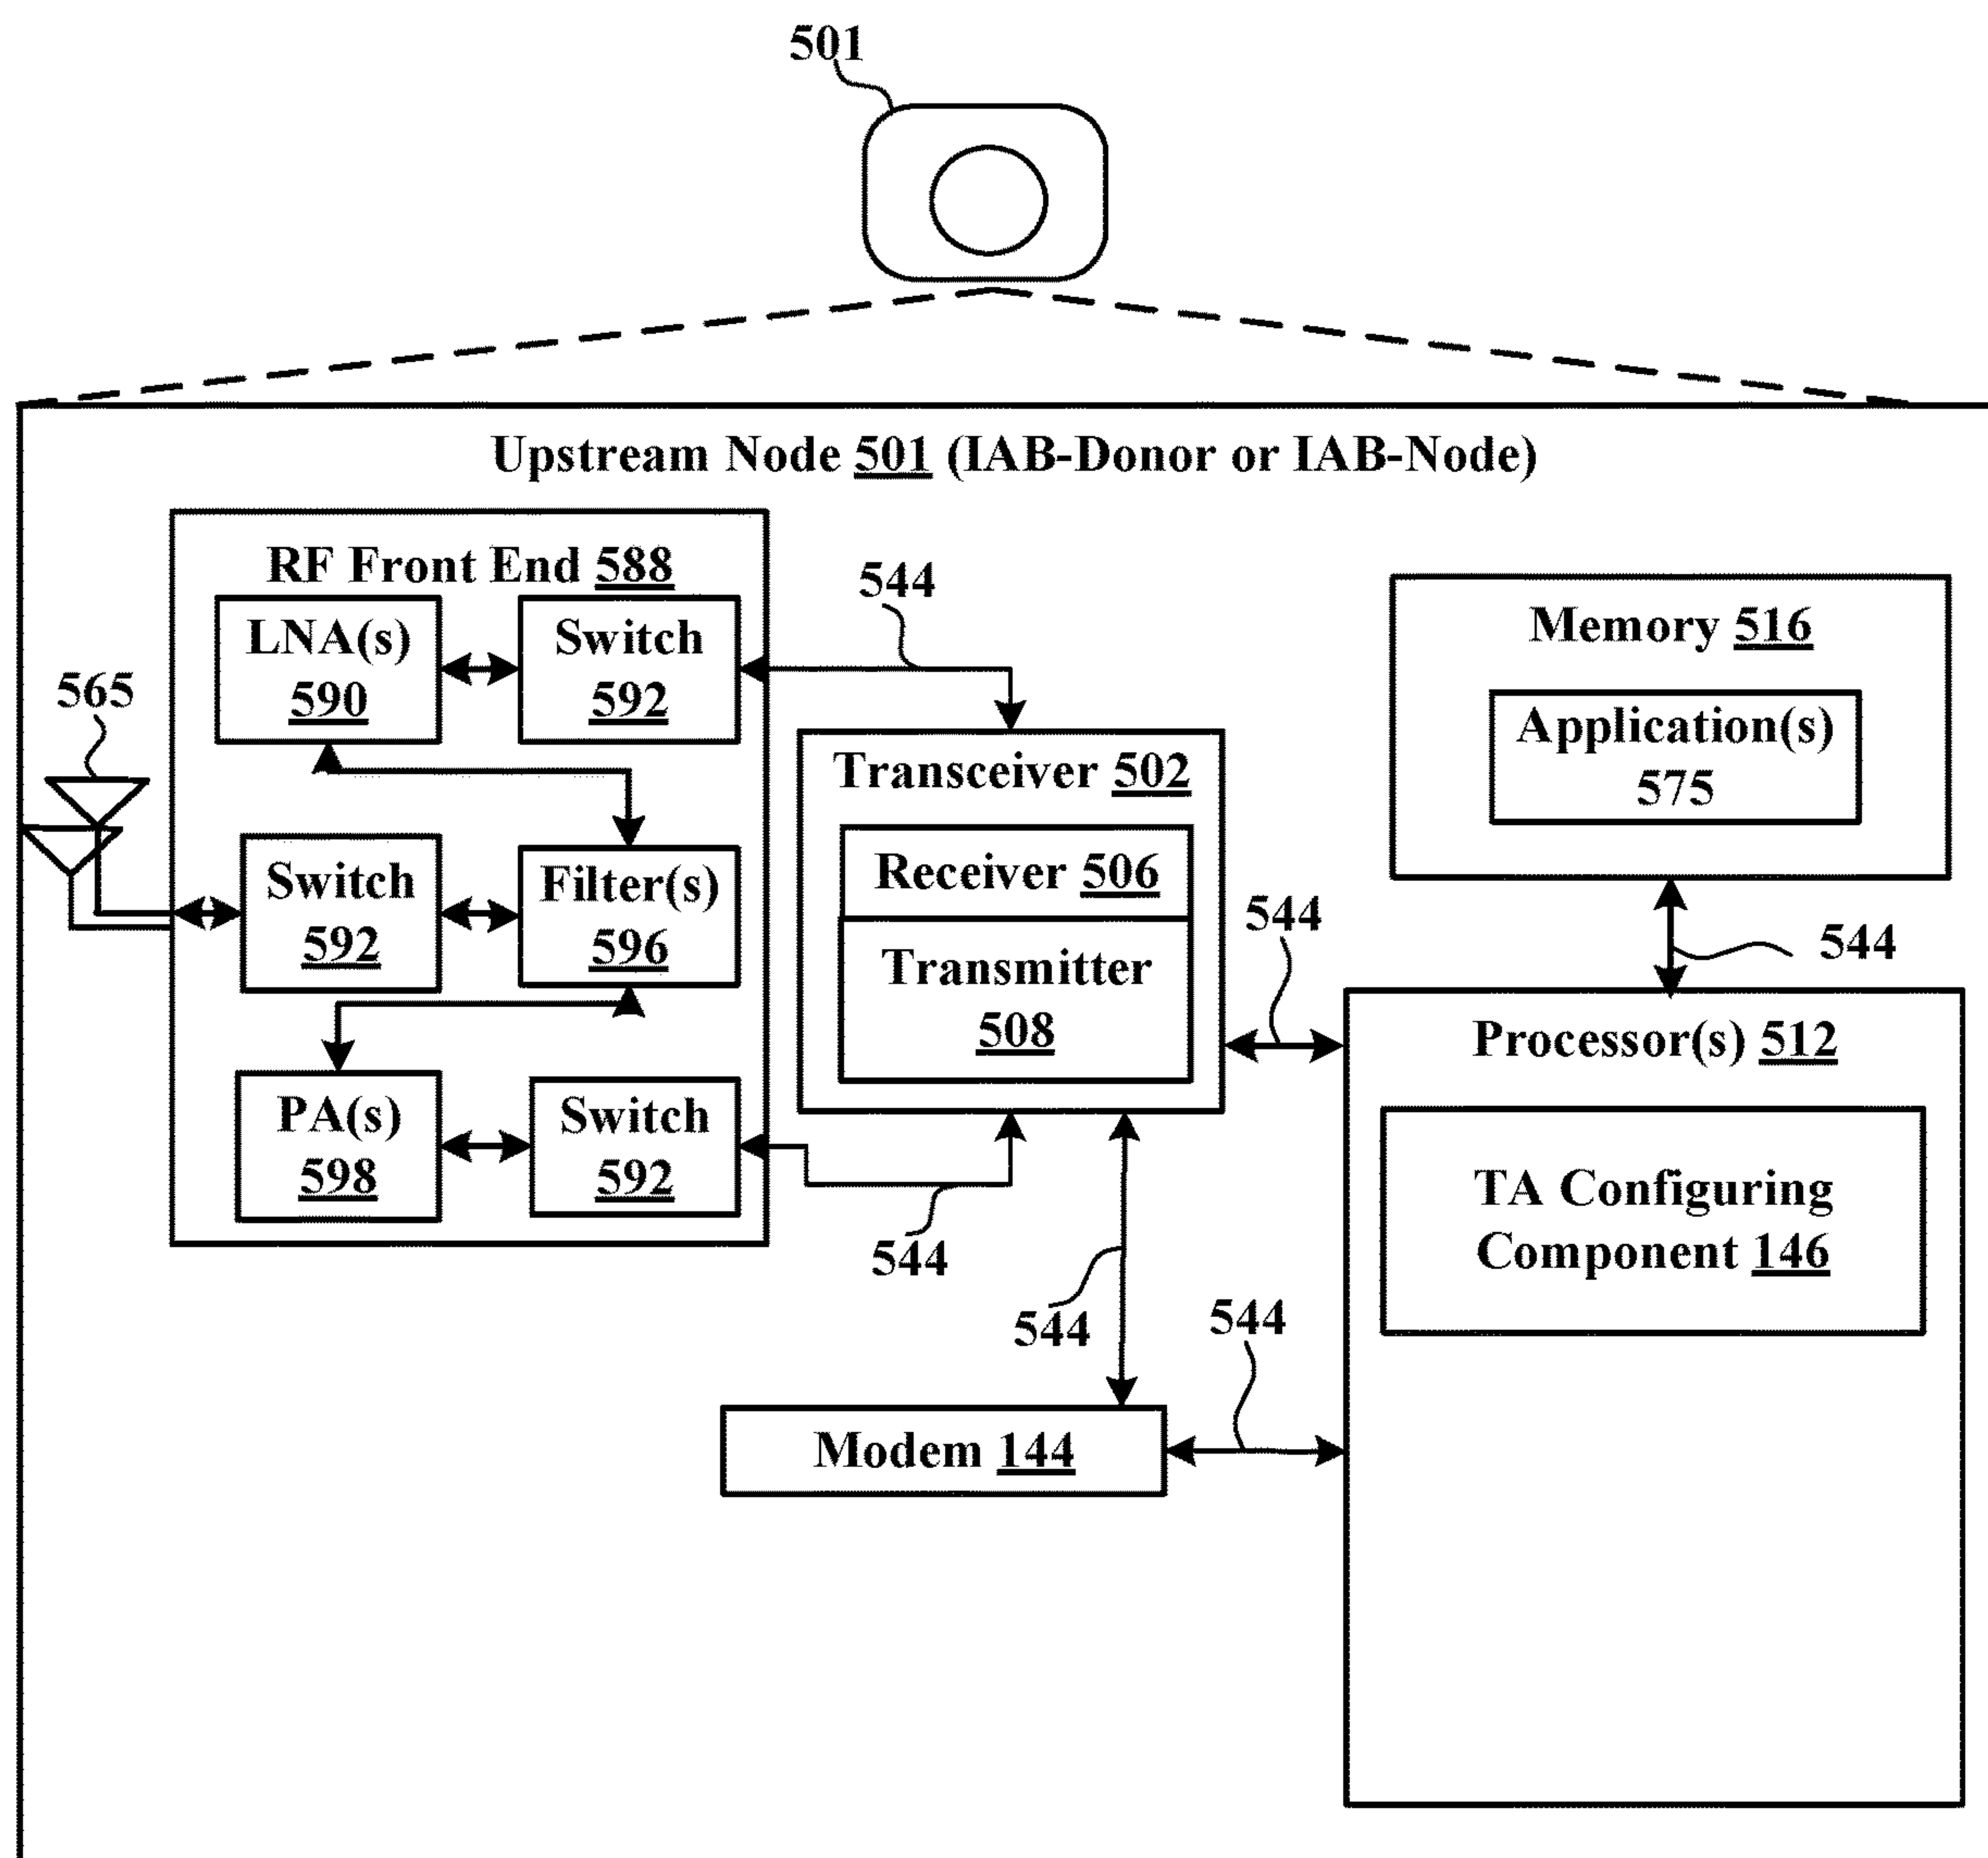 501
Upstream Node 501 (IAB-Donor or IAB-Node)
RF Front End 588
LNA(s)
590
Switch
592
544
565
Switch
592
Filter(s)
596
PA(s)
598
Switch
592
544
Transceiver 502
Receiver 506
Transmitter
508
544
Memory 516
Application(s)
575
544
Processor(s) 512
TA Configuring
Component 146
544
544
Modem 144